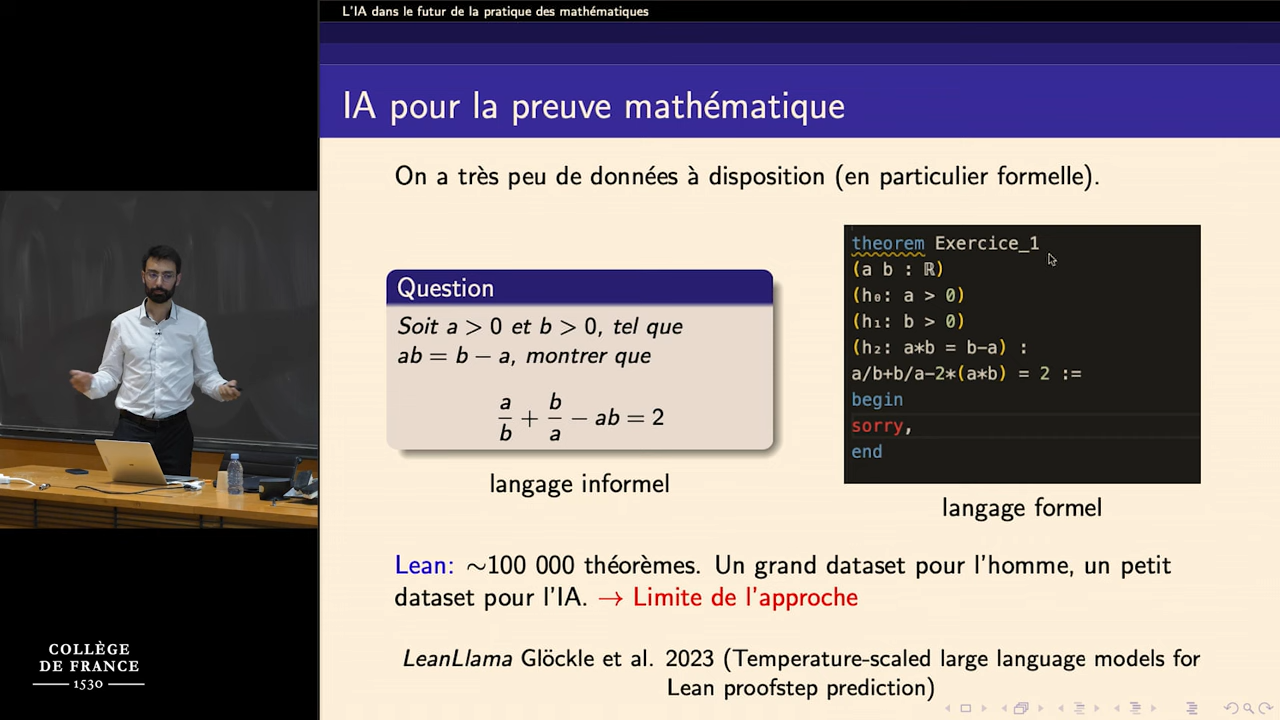 L'IA dans le futur de la pratique des mathématiques
IA pour la preuve mathématique
On a très peu de données à disposition (en particulier formelle).
Question
Soit a > 0 et b > 0, tel que
ab = b − a, montrer que
a/b + b/a − ab = 2
langage informel
theorem Exercice_1
(a b : ℝ)
(h₀: a > 0)
(h₁: b > 0)
(h₂: a*b = b-a) :
a/b+b/a-2*(a*b) = 2 :=
begin
sorry,
end
langage formel
Lean: ∼100 000 théorèmes. Un grand dataset pour l'homme, un petit
dataset pour l'IA. → Limite de l'approche
LeanLlama Glöckle et al. 2023 (Temperature-scaled large language models for
Lean proofstep prediction)
COLLÈGE
DE FRANCE
1530